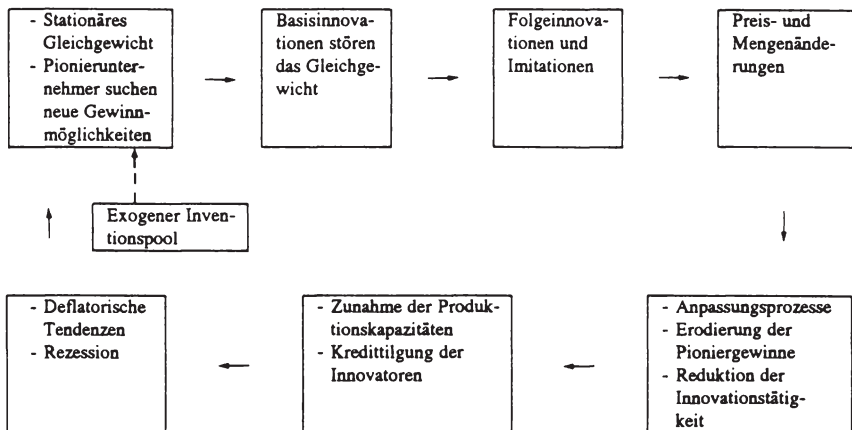 - Stationäres
Gleichgewicht
- Pionierunter-
nehmer suchen
neue Gewinn-
möglichkeiten
Basisinnova-
tionen stören
das Gleichge-
wicht
Folgeinnova-
tionen und
Imitationen
Preis- und
Mengenände-
rungen
Exogener Inven-
tionspool
- Deflatorische
Tendenzen
- Rezession
- Zunahme der Produk-
tionskapazitäten
- Kredittilgung der
Innovatoren
- Anpassungsprozesse
- Erodierung der
Pioniergewinne
- Reduktion der
Innovationstätig-
keit